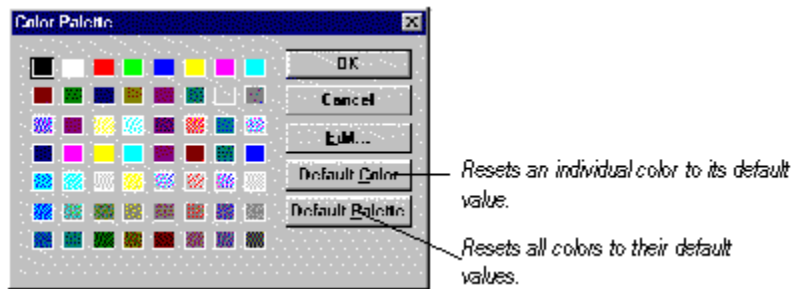 Color Palette
OK
Cancel
Edit...
Default Color
Default Palette
Resets an individual color to its default
value.
Resets all colors to their default
values.